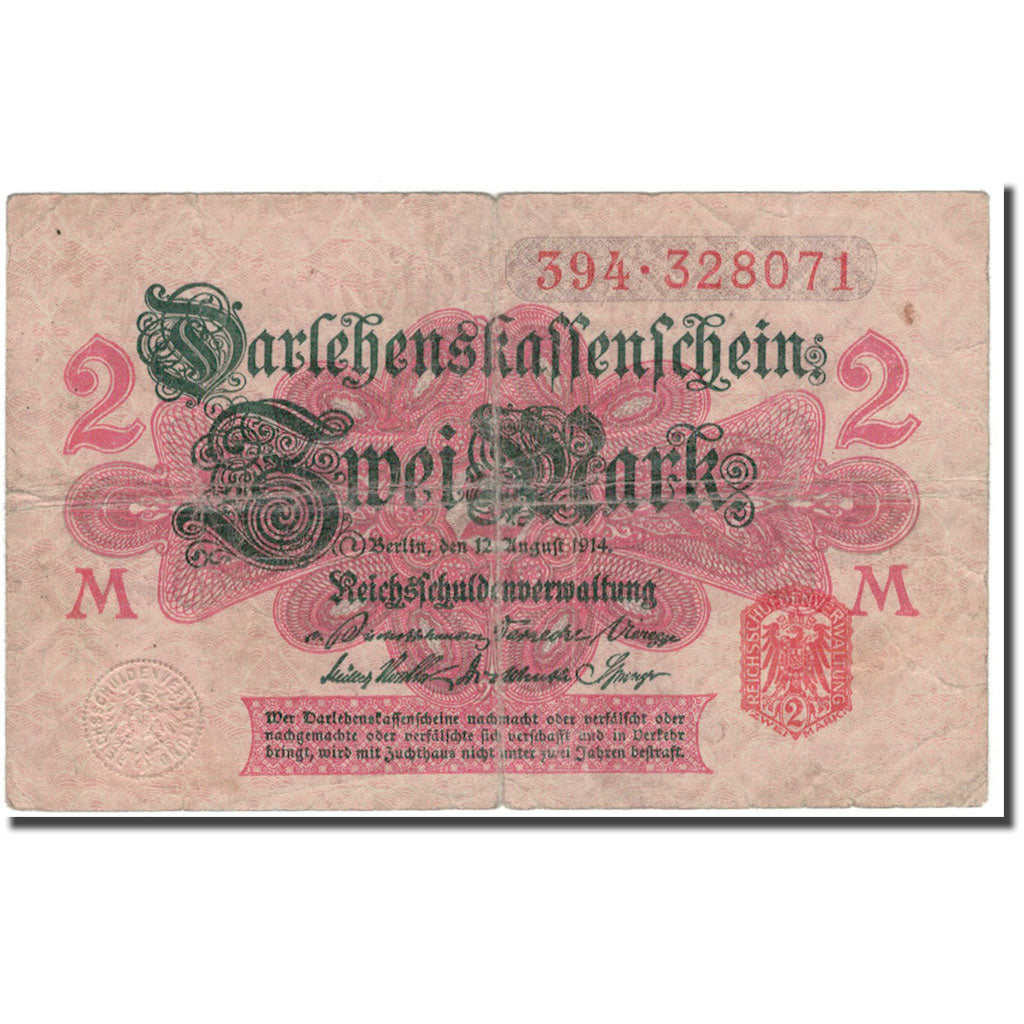 394·328071
Darlehenskassenschein
2 2
Zwei Mark
Berlin, den 12. August 1914.
Reichsschuldenverwaltung
M M
REICHSSCHULDENVERWALTUNG
2
ZWEI MARK
Wer Darlehenskassenscheine nachmacht oder verfälscht oder
nachgemachte oder verfälschte sich verschafft und in Verkehr
bringt, wird mit Zuchthaus nicht unter zwei Jahren bestraft.